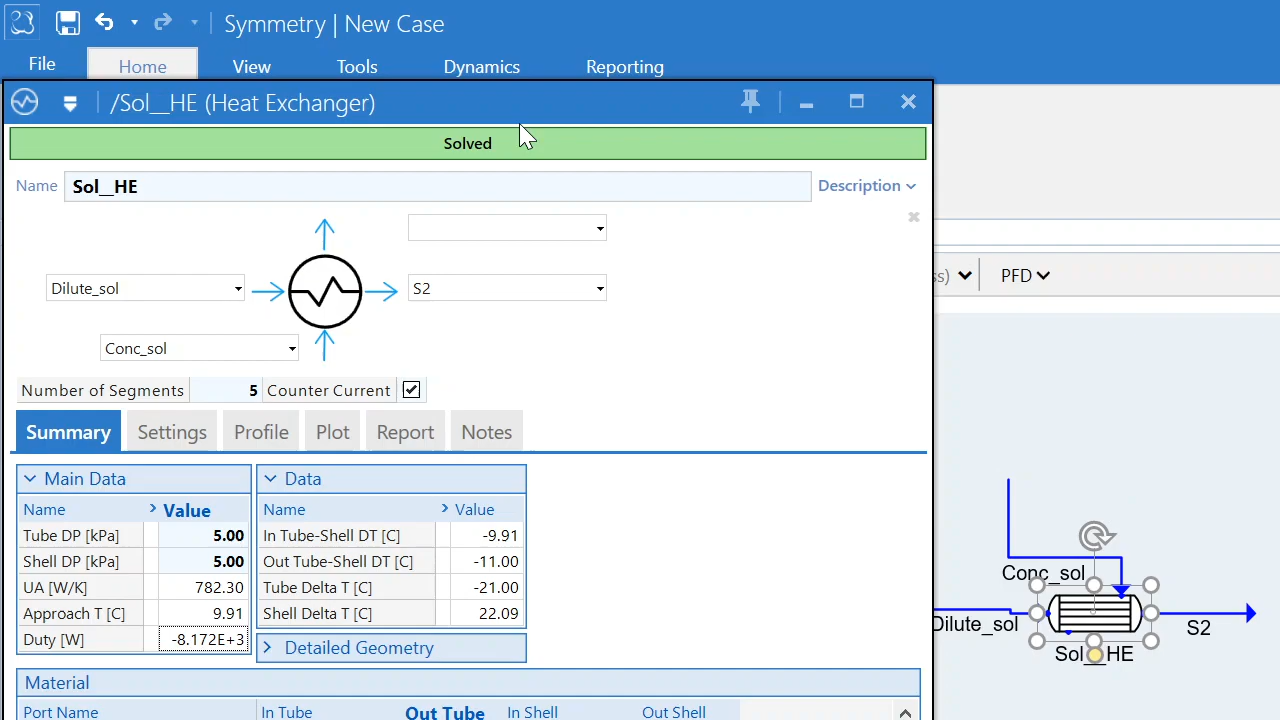 Symmetry | New Case
File Home View Tools Dynamics Reporting
/Sol__HE (Heat Exchanger)
Solved
Name Sol__HE Description
Dilute_sol S2
Conc_sol
ss) PFD
Number of Segments 5 Counter Current
Summary Settings Profile Plot Report Notes
Main Data Data
Name Value Name Value
Tube DP [kPa] 5.00 In Tube-Shell DT [C] -9.91
Shell DP [kPa] 5.00 Out Tube-Shell DT [C] -11.00
UA [W/K] 782.30 Tube Delta T [C] -21.00
Approach T [C] 9.91 Shell Delta T [C] 22.09
Duty [W] -8.172E+3
Detailed Geometry
Material
Port Name In Tube Out Tube In Shell Out Shell
Conc_sol
Dilute_sol S2
Sol__HE